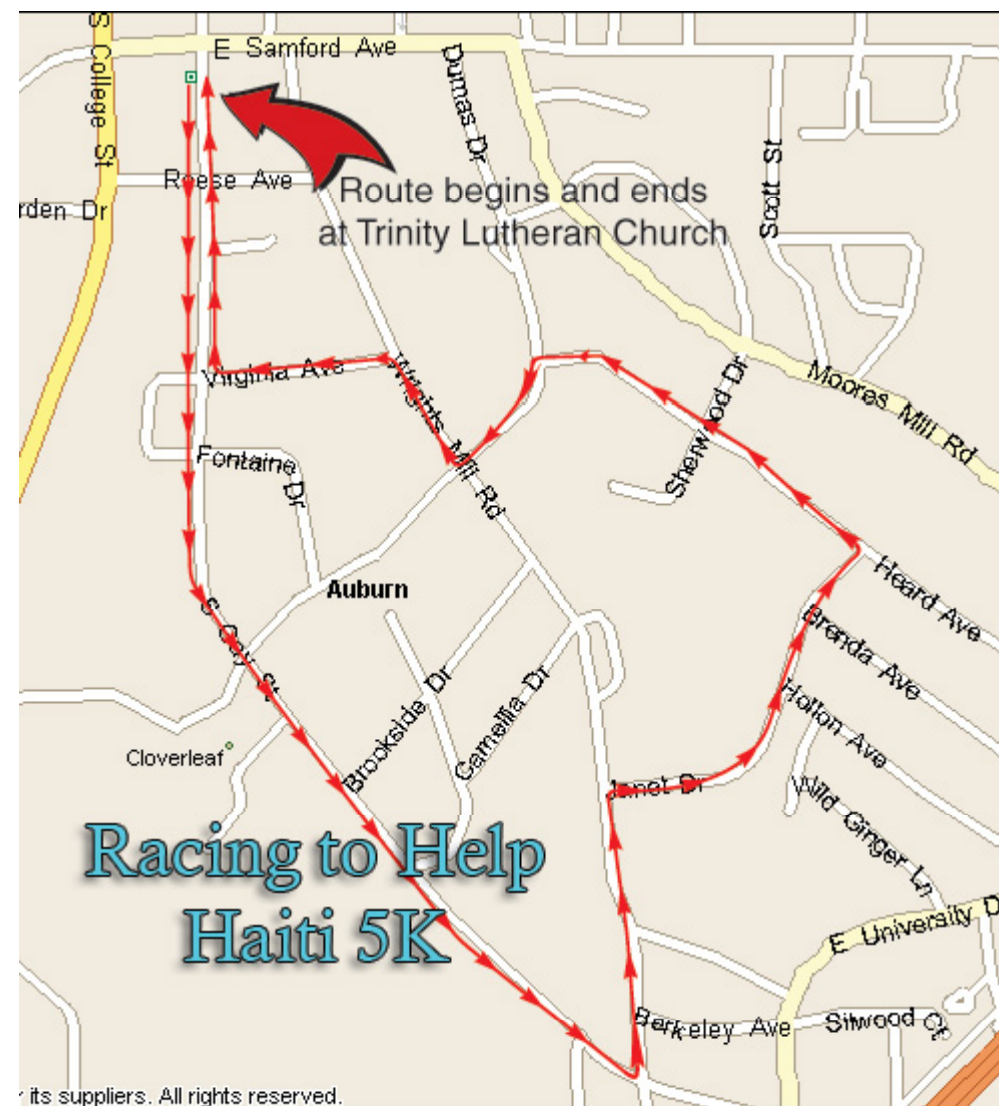 S College St
E Samford Ave
Dumas Dr
Reese Ave
Scott St
rden Dr
Route begins and ends
at Trinity Lutheran Church
Virginia Ave
Wrights Mill Rd
Sherwood Dr
Moores Mill Rd
Fontaine Dr
Auburn
Heard Ave
Brenda Ave
S Gay St
Hollon Ave
Cloverleaf
Brookside Dr
Camellia Dr
Janet Dr
Wild Ginger Ln
Racing to Help
Haiti 5K
E University D
Berkeley Ave
Silwood Ct
r its suppliers. All rights reserved.